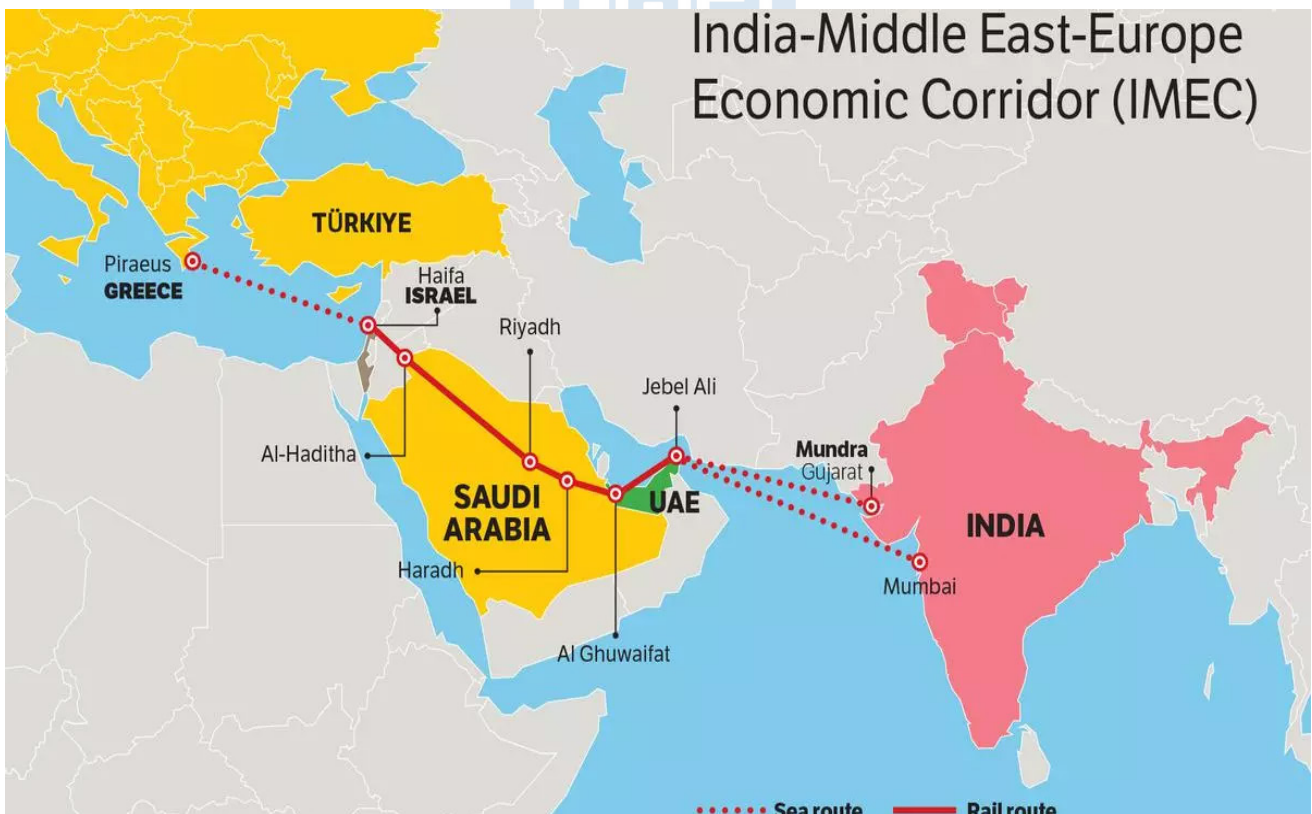 India-Middle East-Europe
Economic Corridor (IMEC)
TÜRKIYE
Piraeus
GREECE
Haifa
ISRAEL
Riyadh
Jebel Ali
Al-Haditha
Mundra
Gujarat
SAUDI
ARABIA
UAE
INDIA
Haradh
Mumbai
Al Ghuwaifat
Sea route
Rail route